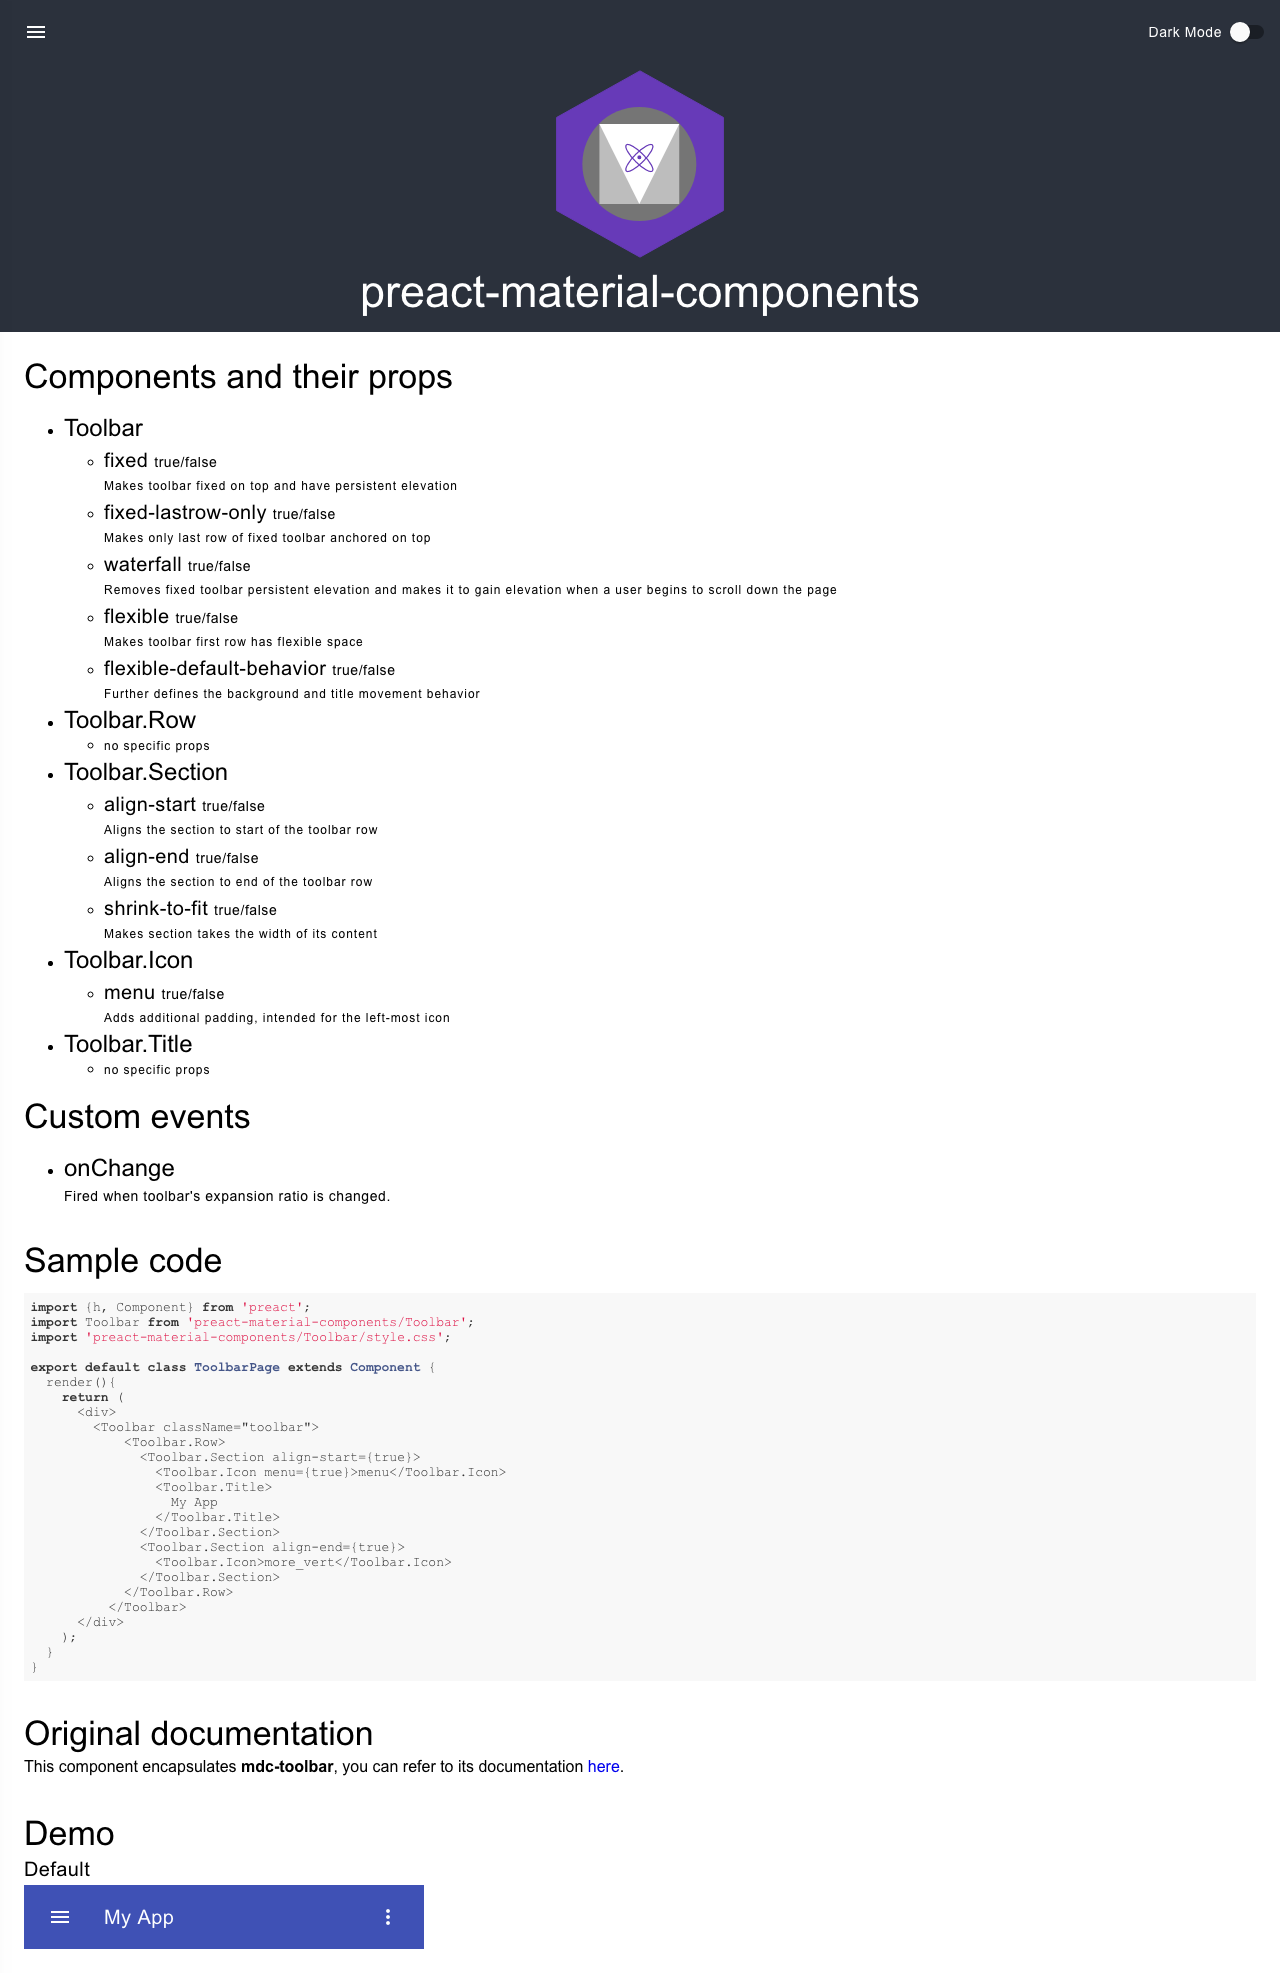 Dark Mode
preact-material-components
Components and their props
Toolbar
fixed true/false
Makes toolbar fixed on top and have persistent elevation
fixed-lastrow-only true/false
Makes only last row of fixed toolbar anchored on top
waterfall true/false
Removes fixed toolbar persistent elevation and makes it to gain elevation when a user begins to scroll down the page
flexible true/false
Makes toolbar first row has flexible space
flexible-default-behavior true/false
Further defines the background and title movement behavior
Toolbar.Row
no specific props
Toolbar.Section
align-start true/false
Aligns the section to start of the toolbar row
align-end true/false
Aligns the section to end of the toolbar row
shrink-to-fit true/false
Makes section takes the width of its content
Toolbar.Icon
menu true/false
Adds additional padding, intended for the left-most icon
Toolbar.Title
no specific props
Custom events
onChange
Fired when toolbar's expansion ratio is changed.
Sample code
import {h, Component} from 'preact';
import Toolbar from 'preact-material-components/Toolbar';
import 'preact-material-components/Toolbar/style.css';
export default class ToolbarPage extends Component {
  render(){
    return (
      <div>
        <Toolbar className="toolbar">
            <Toolbar.Row>
              <Toolbar.Section align-start={true}>
                <Toolbar.Icon menu={true}>menu</Toolbar.Icon>
                <Toolbar.Title>
                  My App
                </Toolbar.Title>
              </Toolbar.Section>
              <Toolbar.Section align-end={true}>
                <Toolbar.Icon>more_vert</Toolbar.Icon>
              </Toolbar.Section>
            </Toolbar.Row>
          </Toolbar>
      </div>
    );
  }
}
Original documentation
This component encapsulates mdc-toolbar, you can refer to its documentation here.
Demo
Default
My App